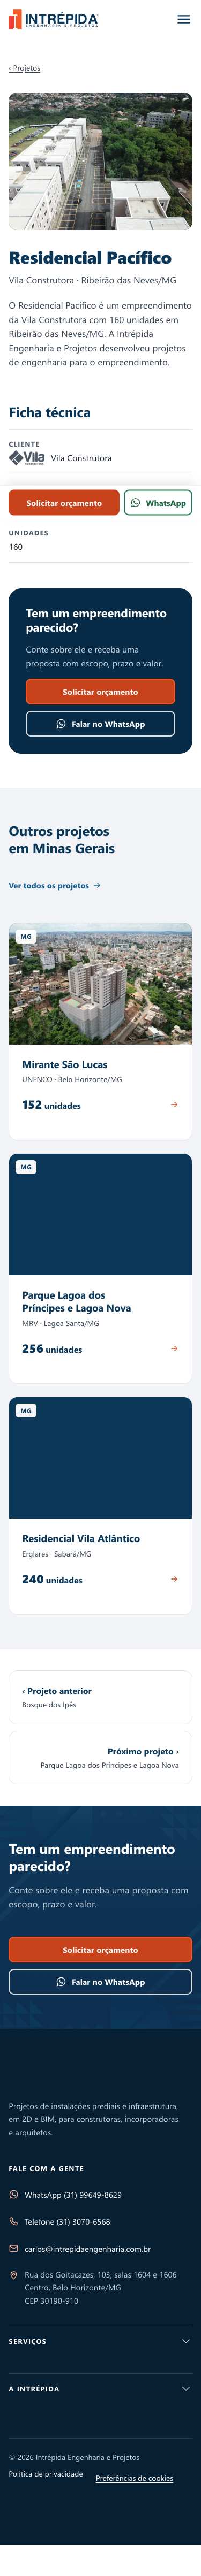 INTRÉPIDA
ENGENHARIA E PROJETOS
‹ Projetos
Residencial Pacífico
Vila Construtora · Ribeirão das Neves/MG
O Residencial Pacífico é um empreendimento
da Vila Construtora com 160 unidades em
Ribeirão das Neves/MG. A Intrépida
Engenharia e Projetos desenvolveu projetos
de engenharia para o empreendimento.
Ficha técnica
CLIENTE
Vila Vila Construtora
Solicitar orçamento
WhatsApp
UNIDADES
160
Tem um empreendimento
parecido?
Conte sobre ele e receba uma
proposta com escopo, prazo e valor.
Solicitar orçamento
Falar no WhatsApp
Outros projetos
em Minas Gerais
Ver todos os projetos →
MG
Mirante São Lucas
UNENCO · Belo Horizonte/MG
152 unidades →
MG
Parque Lagoa dos
Príncipes e Lagoa Nova
MRV · Lagoa Santa/MG
256 unidades →
MG
Residencial Vila Atlântico
Erglares · Sabará/MG
240 unidades →
‹ Projeto anterior
Bosque dos Ipês
Próximo projeto ›
Parque Lagoa dos Príncipes e Lagoa Nova
Tem um empreendimento
parecido?
Conte sobre ele e receba uma proposta com
escopo, prazo e valor.
Solicitar orçamento
Falar no WhatsApp
Projetos de instalações prediais e infraestrutura,
em 2D e BIM, para construtoras, incorporadoras
e arquitetos.
FALE COM A GENTE
WhatsApp (31) 99649-8629
Telefone (31) 3070-6568
carlos@intrepidaengenharia.com.br
Rua dos Goitacazes, 103, salas 1604 e 1606
Centro, Belo Horizonte/MG
CEP 30190-910
SERVIÇOS
A INTRÉPIDA
© 2026 Intrépida Engenharia e Projetos
Política de privacidade
Preferências de cookies